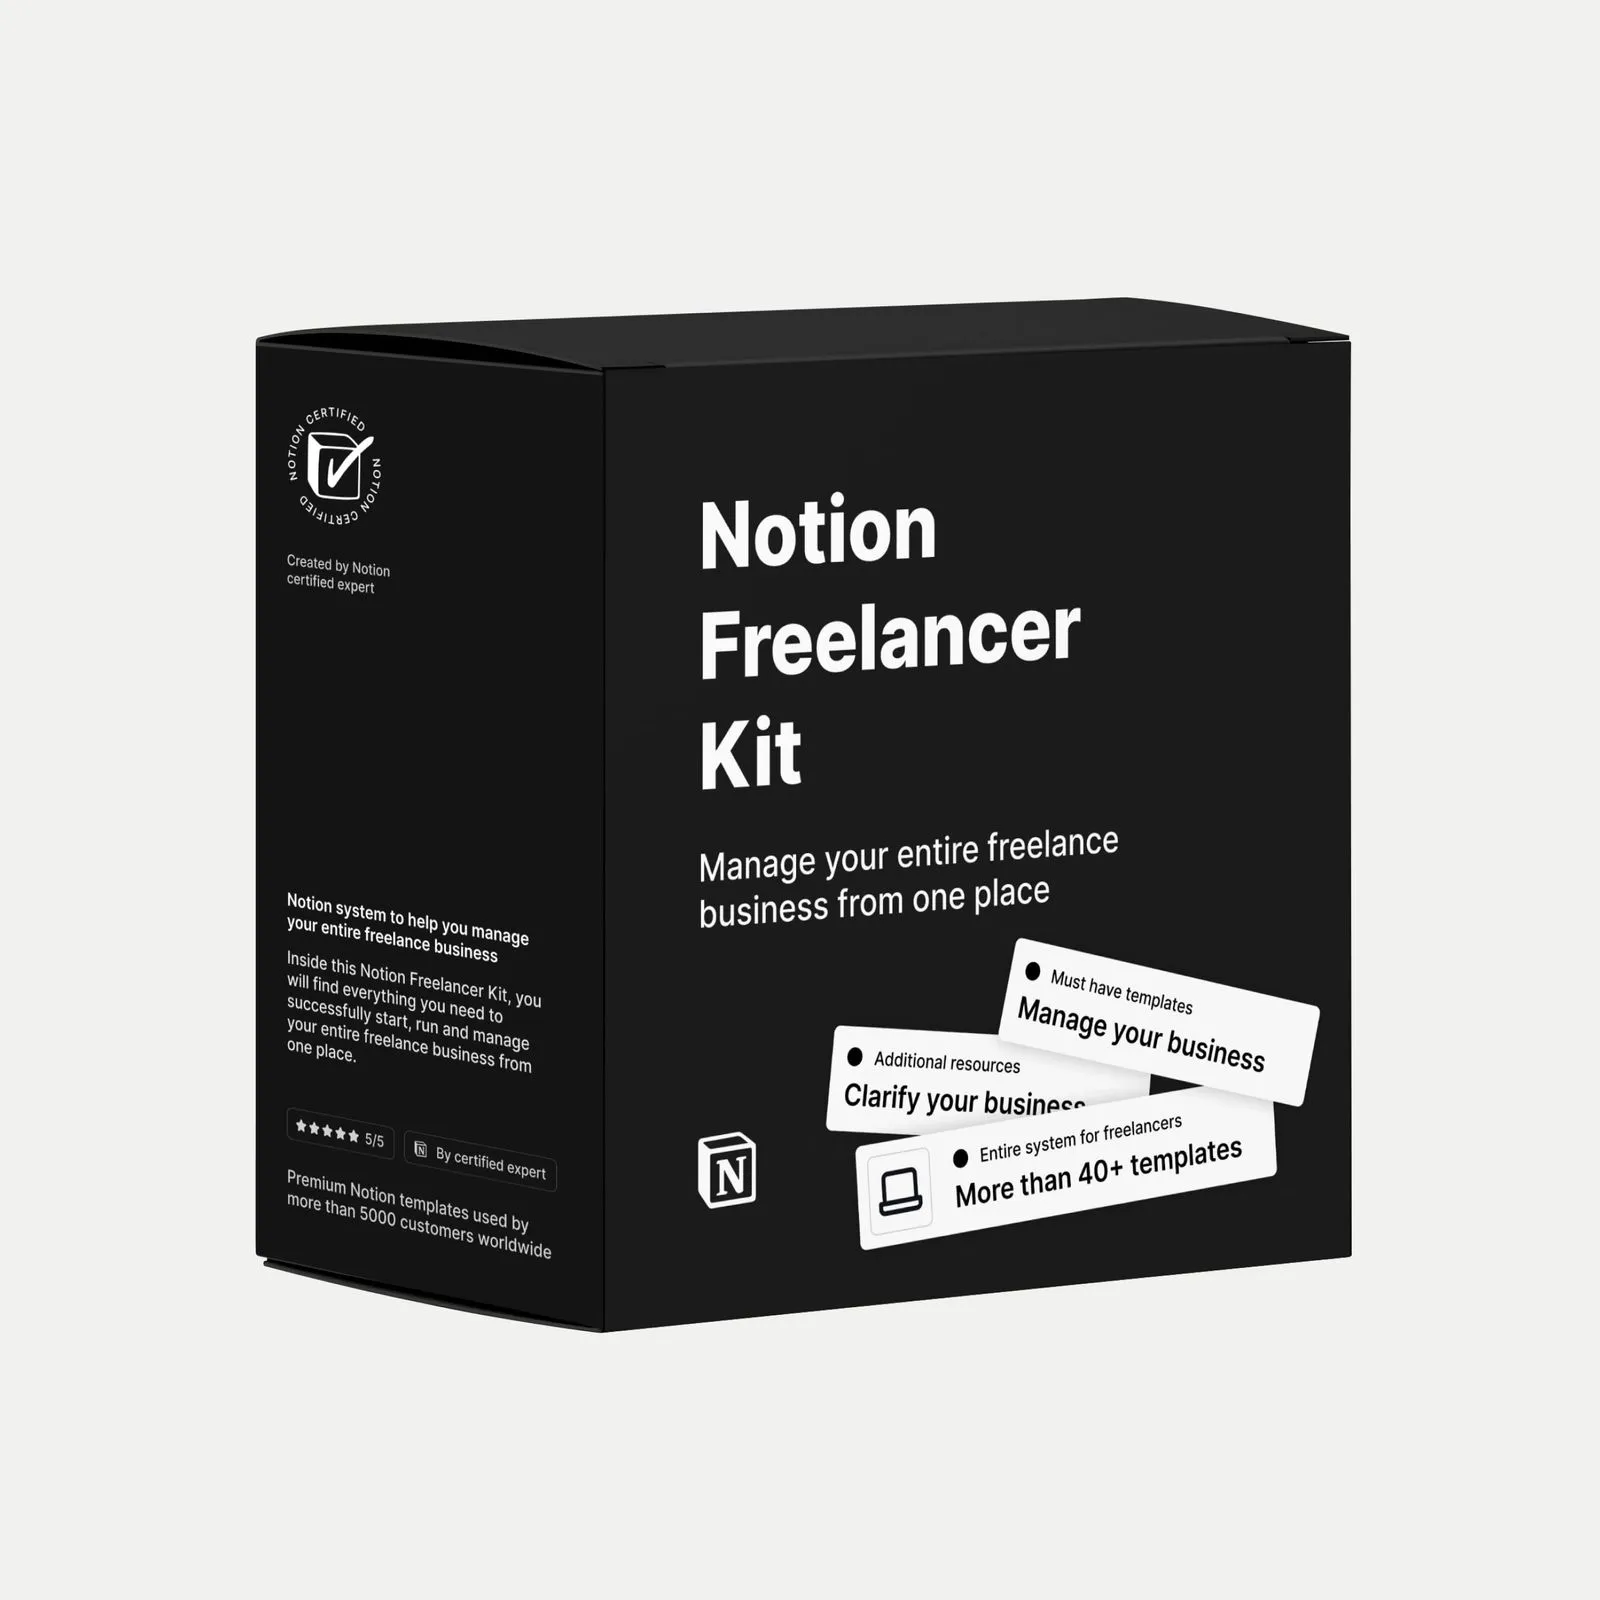 NOTION CERTIFIED NOTION CERTIFIED
Created by Notion
certified expert
Notion system to help you manage
your entire freelance business
Inside this Notion Freelancer Kit, you
will find everything you need to
successfully start, run and manage
your entire freelance business from
one place.
5/5
N By certified expert
Premium Notion templates used by
more than 5000 customers worldwide
Notion
Freelancer
Kit
Manage your entire freelance
business from one place
Must have templates
Manage your business
Additional resources
Clarify your business
Entire system for freelancers
More than 40+ templates
N